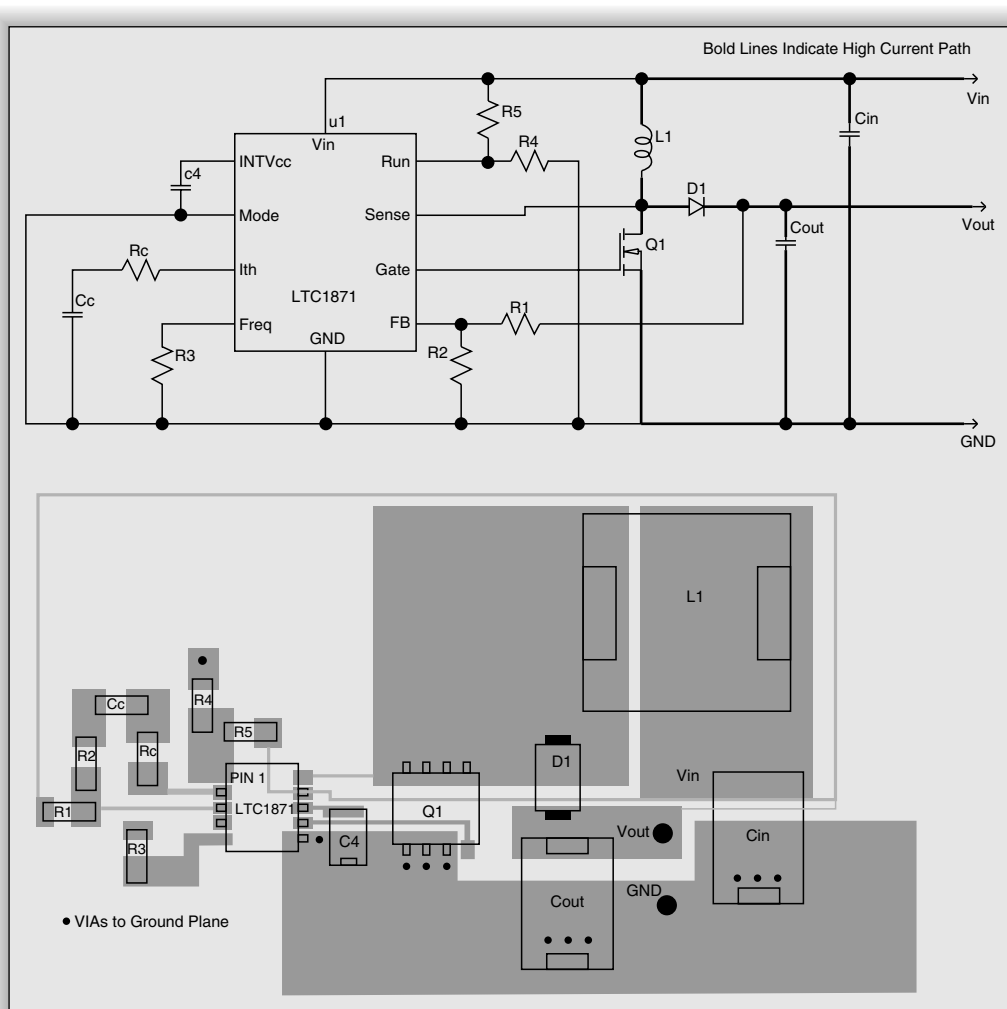 Bold Lines Indicate High Current Path
Vin
u1
R5
Cin
Vin
R4
L1
INTVcc
Run
c4
D1
Mode
Sense
Vout
Cout
Q1
Rc
Ith
Gate
LTC1871
Cc
R1
Freq
FB
GND
R2
R3
GND
L1
R4
Cc
R5
R2
Rc
D1
PIN 1
Vin
LTC1871
R1
Q1
Vout
Cin
C4
R3
GND
Cout
VIAs to Ground Plane